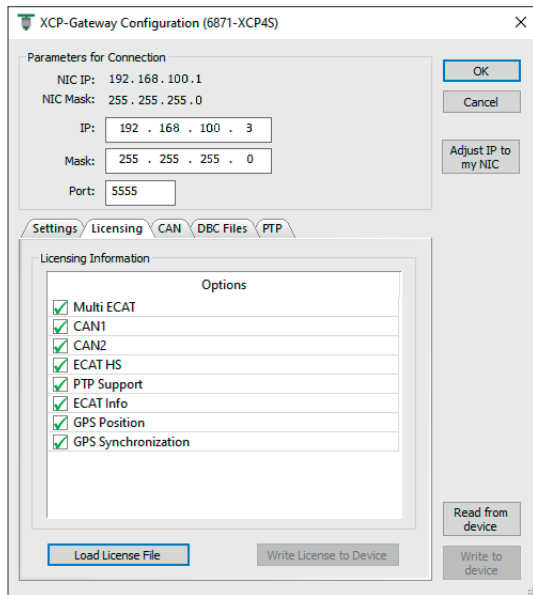 XCP-Gateway Configuration (6871-XCP4S)
Parameters for Connection
NIC IP: 192.168.100.1
NIC Mask: 255.255.255.0
IP: 192 . 168 . 100 . 3
Mask: 255 . 255 . 255 . 0
Port: 5555
OK
Cancel
Adjust IP to
my NIC
Settings Licensing CAN DBC Files PTP
Licensing Information
Options
Multi ECAT
CAN1
CAN2
ECAT HS
PTP Support
ECAT Info
GPS Position
GPS Synchronization
Load License File
Write License to Device
Read from
device
Write to
device